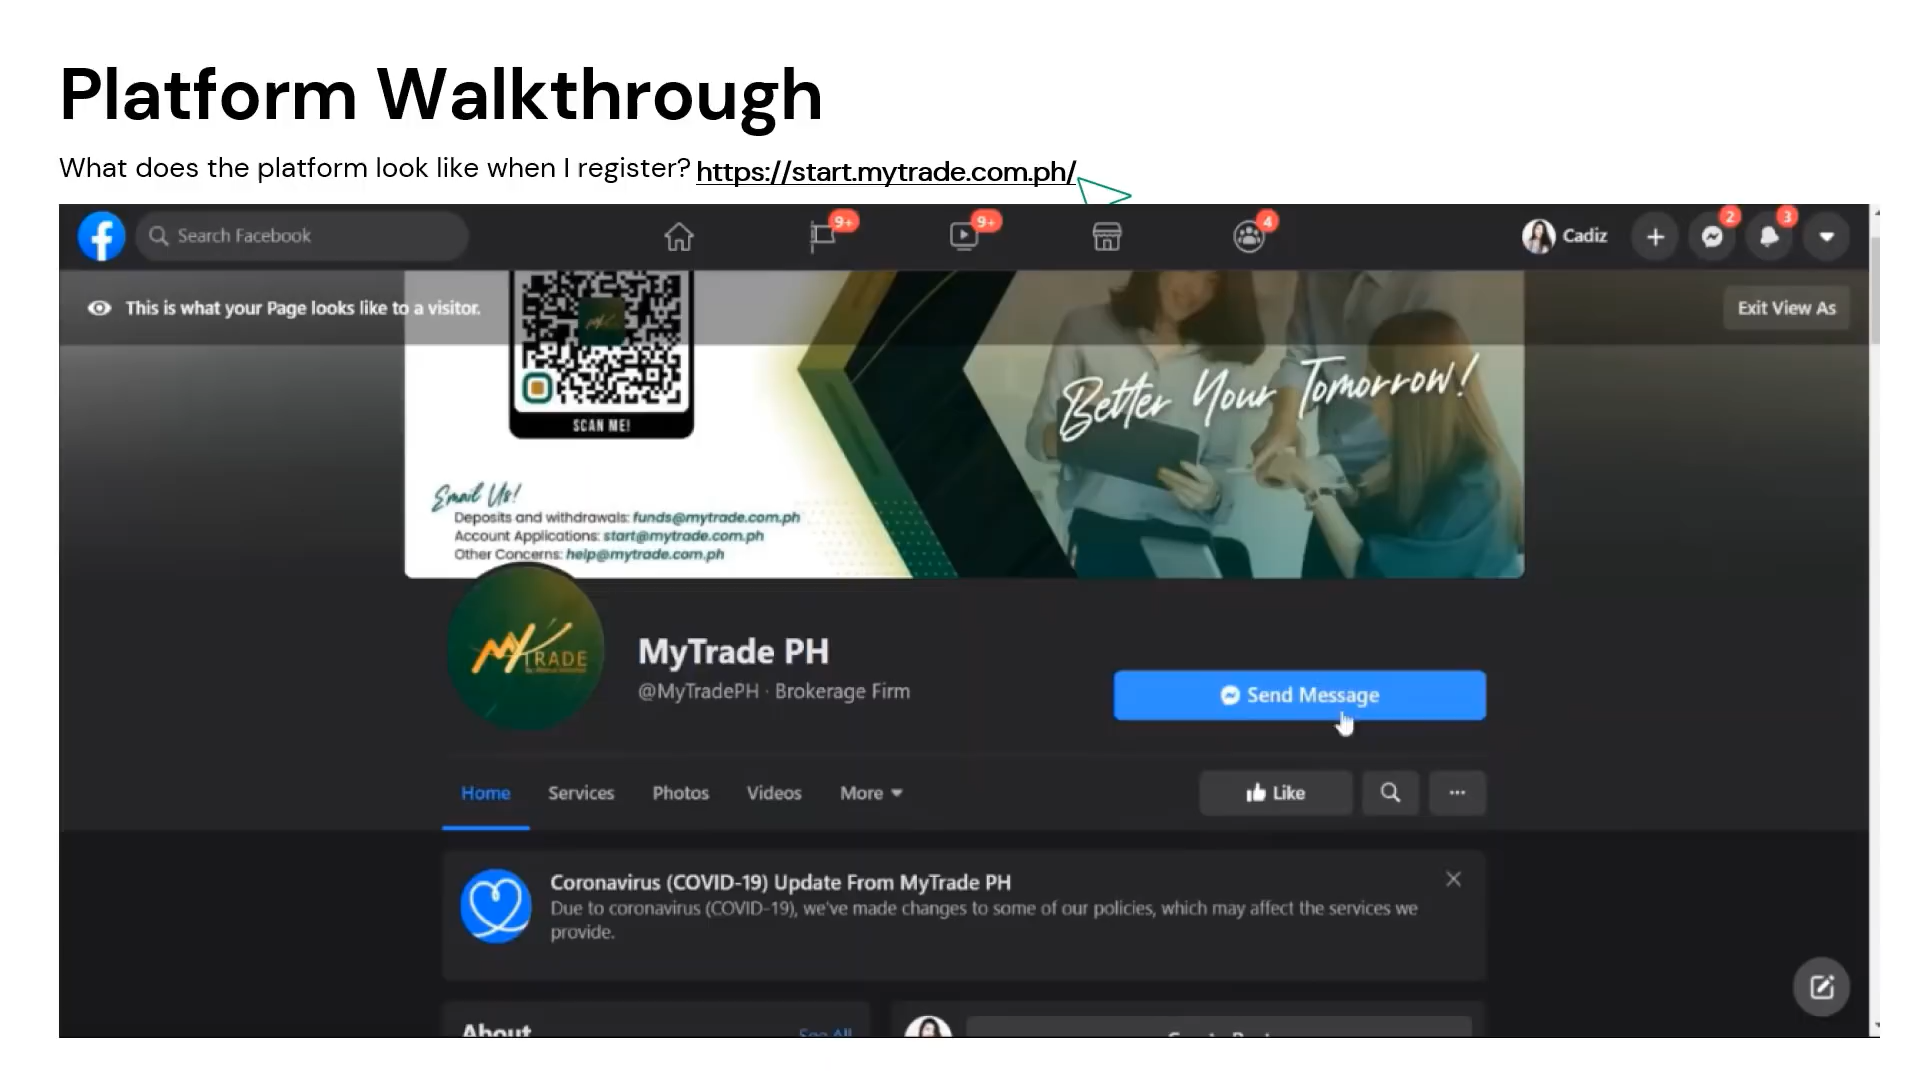 Platform Walkthrough
What does the platform look like when I register? https://start.mytrade.com.ph/
Search Facebook
9+
9+
4
Cadiz
2
3
This is what your Page looks like to a visitor.
Exit View As
SCAN ME!
Better Your Tomorrow!
Email Us!
Deposits and withdrawals: funds@mytrade.com.ph
Account Applications: start@mytrade.com.ph
Other Concerns: help@mytrade.com.ph
MY TRADE
MyTrade PH
@MyTradePH · Brokerage Firm
Send Message
Home Services Photos Videos More
Like
Coronavirus (COVID-19) Update From MyTrade PH
Due to coronavirus (COVID-19), we've made changes to some of our policies, which may affect the services we
provide.
About
See All